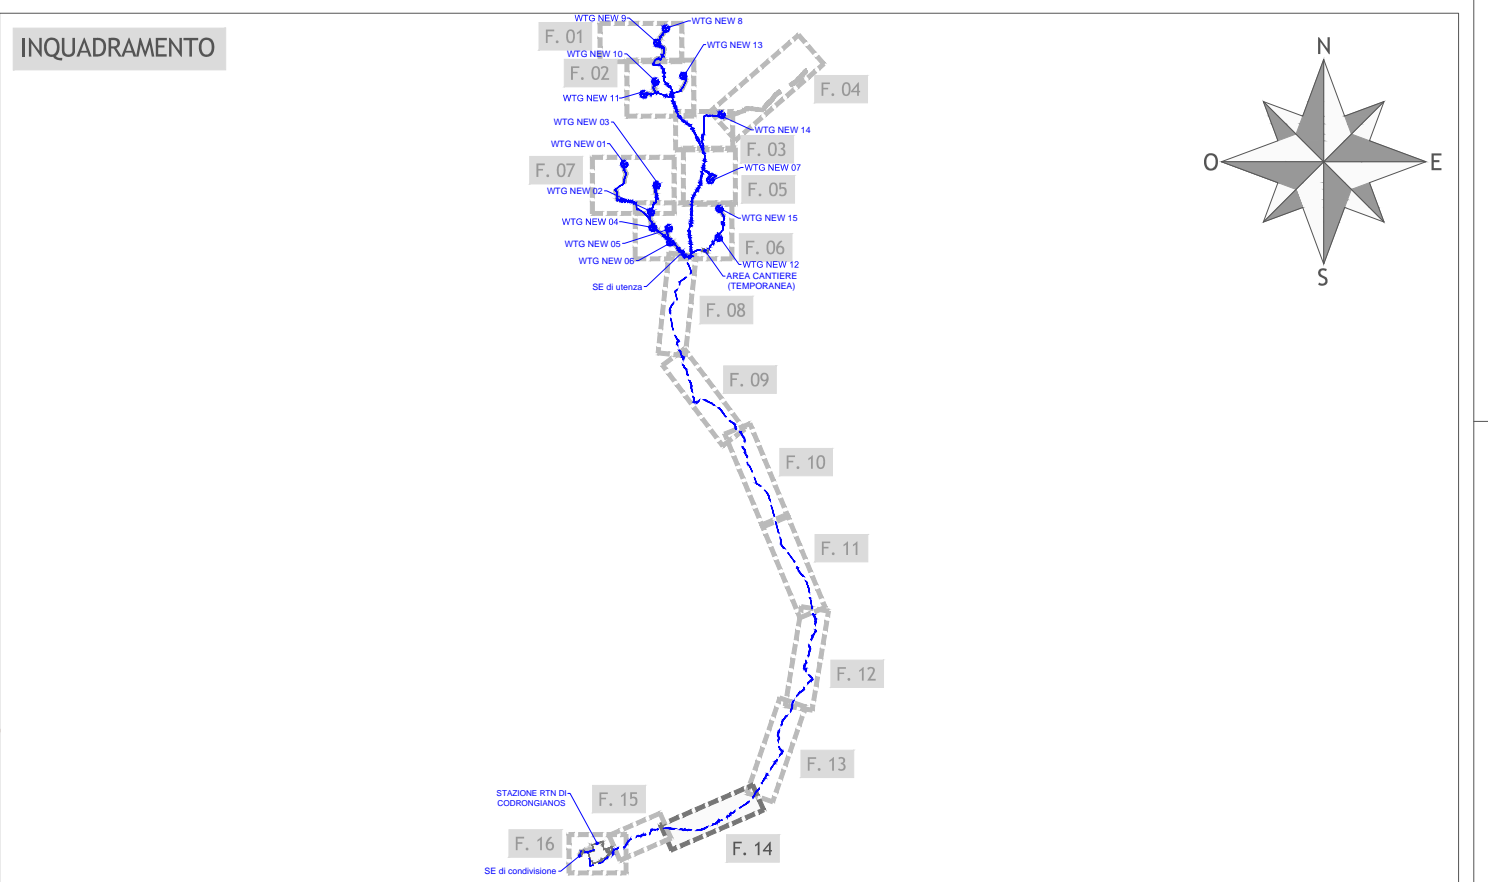 INQUADRAMENTO
WTG NEW 9
WTG NEW 8
F. 01
WTG NEW 13
WTG NEW 10
F. 02
F. 04
WTG NEW 11
WTG NEW 03
WTG NEW 14
WTG NEW 01
F. 03
F. 07
WTG NEW 07
WTG NEW 02
F. 05
WTG NEW 04
WTG NEW 15
WTG NEW 05
F. 06
WTG NEW 06
WTG NEW 12
AREA CANTIERE
(TEMPORANEA)
SE di utenza
F. 08
F. 09
F. 10
F. 11
F. 12
F. 13
STAZIONE RTN DI
CODRONGIANOS
F. 15
F. 16
F. 14
SE di condivisione
N
O
E
S